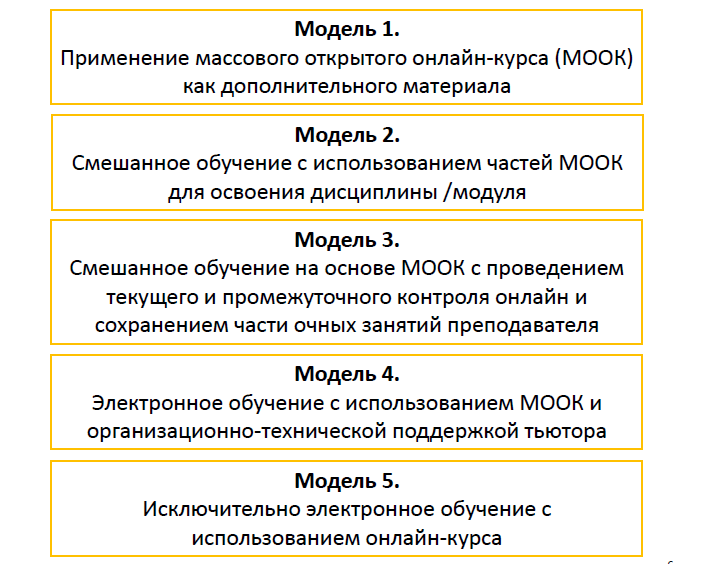 Модель 1.
Применение массового открытого онлайн-курса (МООК)
как дополнительного материала
Модель 2.
Смешанное обучение с использованием частей МООК
для освоения дисциплины /модуля
Модель 3.
Смешанное обучение на основе МООК с проведением
текущего и промежуточного контроля онлайн и
сохранением части очных занятий преподавателя
Модель 4.
Электронное обучение с использованием МООК и
организационно-технической поддержкой тьютора
Модель 5.
Исключительно электронное обучение с
использованием онлайн-курса